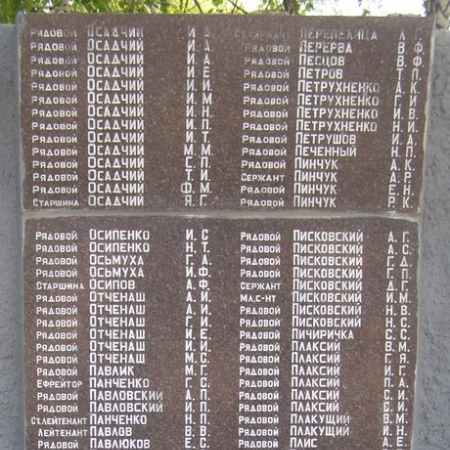 Рядовой Осадчий И.
Рядовой Осадчий И.
Рядовой Осадчий И.
Рядовой Осадчий И. Е.
Рядовой Осадчий И. И.
Рядовой Осадчий И. М.
Рядовой Осадчий И. Н.
Рядовой Осадчий И. П.
Рядовой Осадчий И. Т.
Рядовой Осадчий М. М.
Рядовой Осадчий С. П.
Рядовой Осадчий Т. И.
Рядовой Осадчий Ф. М.
Старшина Осадчий Я. Г.
Ст.сержант Перепелица
Рядовой Перерва В. Ф.
Рядовой Песцов В. Ф.
Рядовой Петров Т. П.
Рядовой Петрухненко А. К.
Рядовой Петрухненко Г. И
Рядовой Петрухненко И. В.
Рядовой Петрухненко Н. И.
Рядовой Петрушов И. А.
Рядовой Печенный Н. П.
Рядовой Пинчук А. К.
Сержант Пинчук А. Р.
Рядовой Пинчук Е. Н.
Рядовой Пинчук Р. К.
Рядовой Осипенко И. С
Рядовой Осипенко Н. Т.
Рядовой Осьмуха Г. А.
Рядовой Осьмуха И. Ф.
Старшина Осипов А. Ф.
Рядовой Отченаш А. И.
Рядовой Отченаш А. И.
Рядовой Отченаш Г. И.
Рядовой Отченаш И. Е.
Рядовой Отченаш И. И.
Рядовой Отченаш М. С.
Рядовой Павлик М. Г.
Ефрейтор Панченко Г. С.
Рядовой Павловский А. П.
Рядовой Павловский И. П.
Ст.лейтенант Панченко Н. П.
Лейтенант Павлов В. В.
Рядовой Павлюков Е. С.
Рядовой Писковский А. Г.
Рядовой Писковский А. С.
Рядовой Писковский Г. Д.
Рядовой Писковский Г. П.
Сержант Писковский Д. Г.
Мл.с-нт Писковский И. М.
Рядовой Писковский Н. В.
Рядовой Писковский Н. С.
Рядовой Пичиричка С. С.
Рядовой Плаксий В. М.
Рядовой Плаксий Г. Я.
Рядовой Плаксий И. Г.
Рядовой Плаксий П. А.
Рядовой Плаксий С. И.
Рядовой Плаксий С. И.
Рядовой Плакущий В. М.
Рядовой Плакущий И. Н.
Рядовой Плис А. Е.